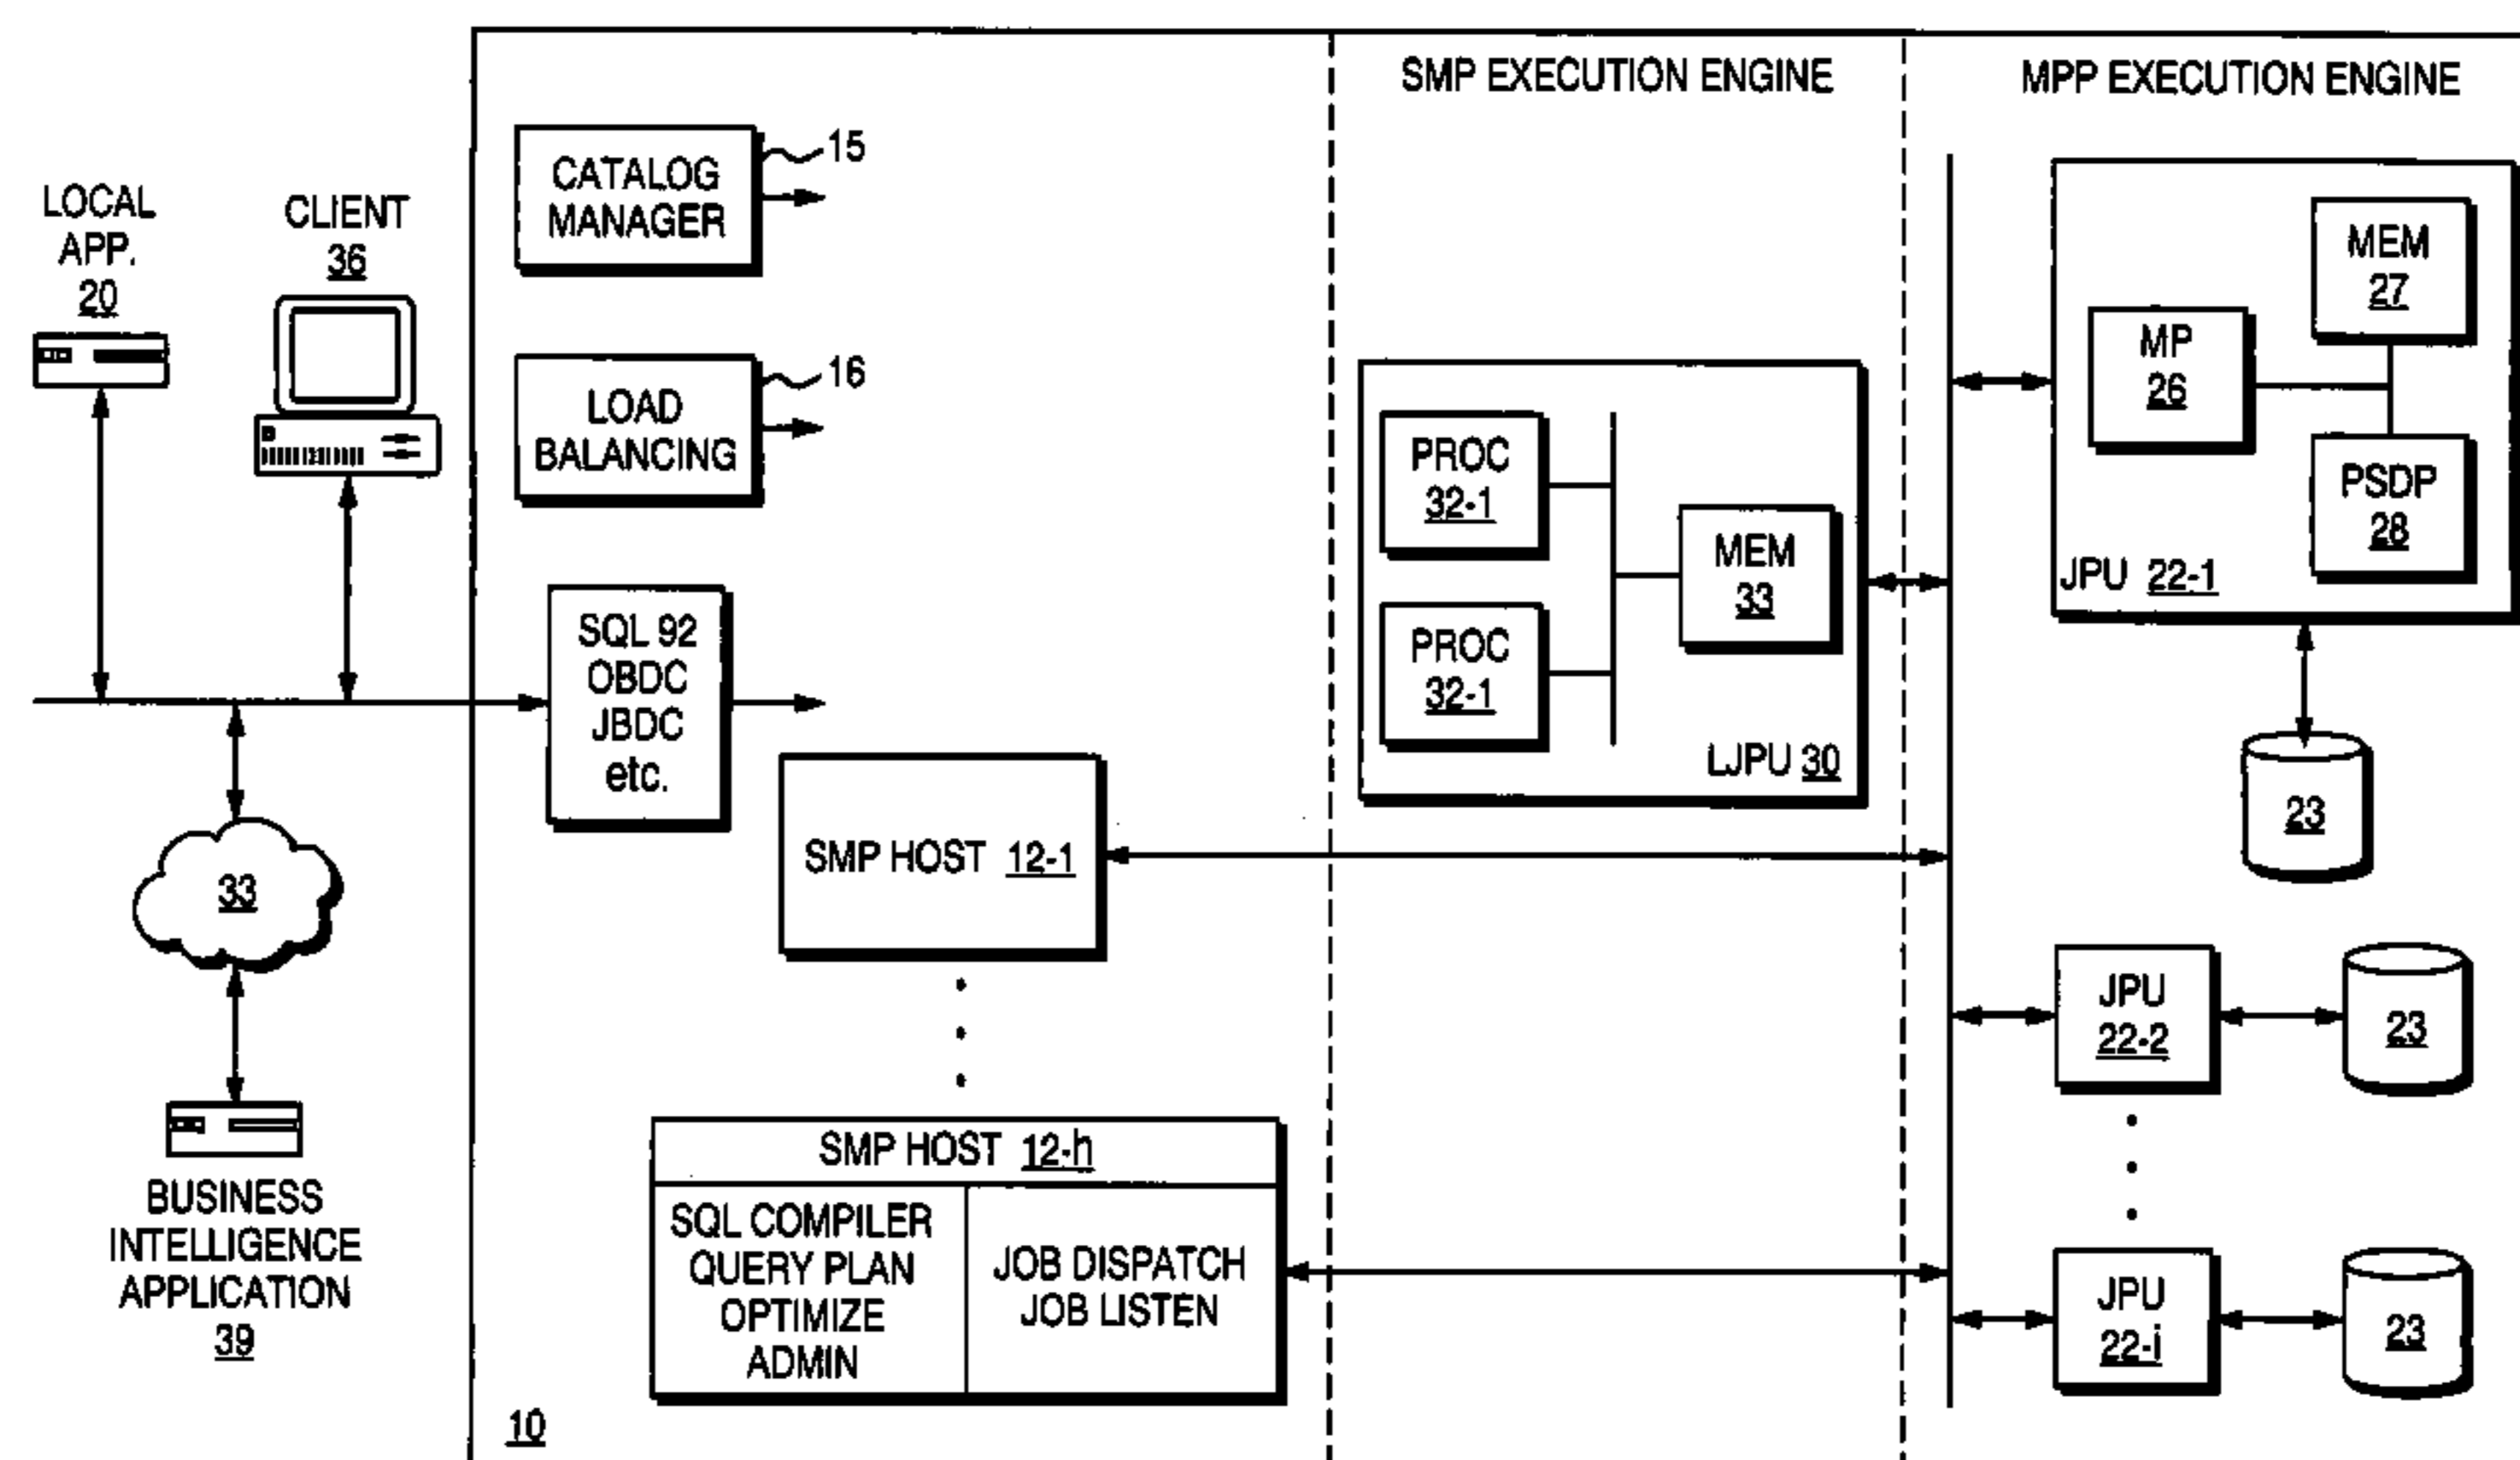 SMP EXECUTION ENGINE
MPP EXECUTION ENGINE
LOCAL
APP.
20
CLIENT
36
CATALOG
MANAGER
15
LOAD
BALANCING
16
SQL 92
OBDC
JBDC
etc.
33
BUSINESS
INTELLIGENCE
APPLICATION
39
SMP HOST 12-1
SMP HOST 12-h
SQL COMPILER
QUERY PLAN
OPTIMIZE
ADMIN
JOB DISPATCH
JOB LISTEN
10
PROC
32-1
PROC
32-1
MEM
33
LJPU 30
MEM
27
MP
26
PSDP
28
JPU 22-1
23
JPU
22-2
23
JPU
22-i
23